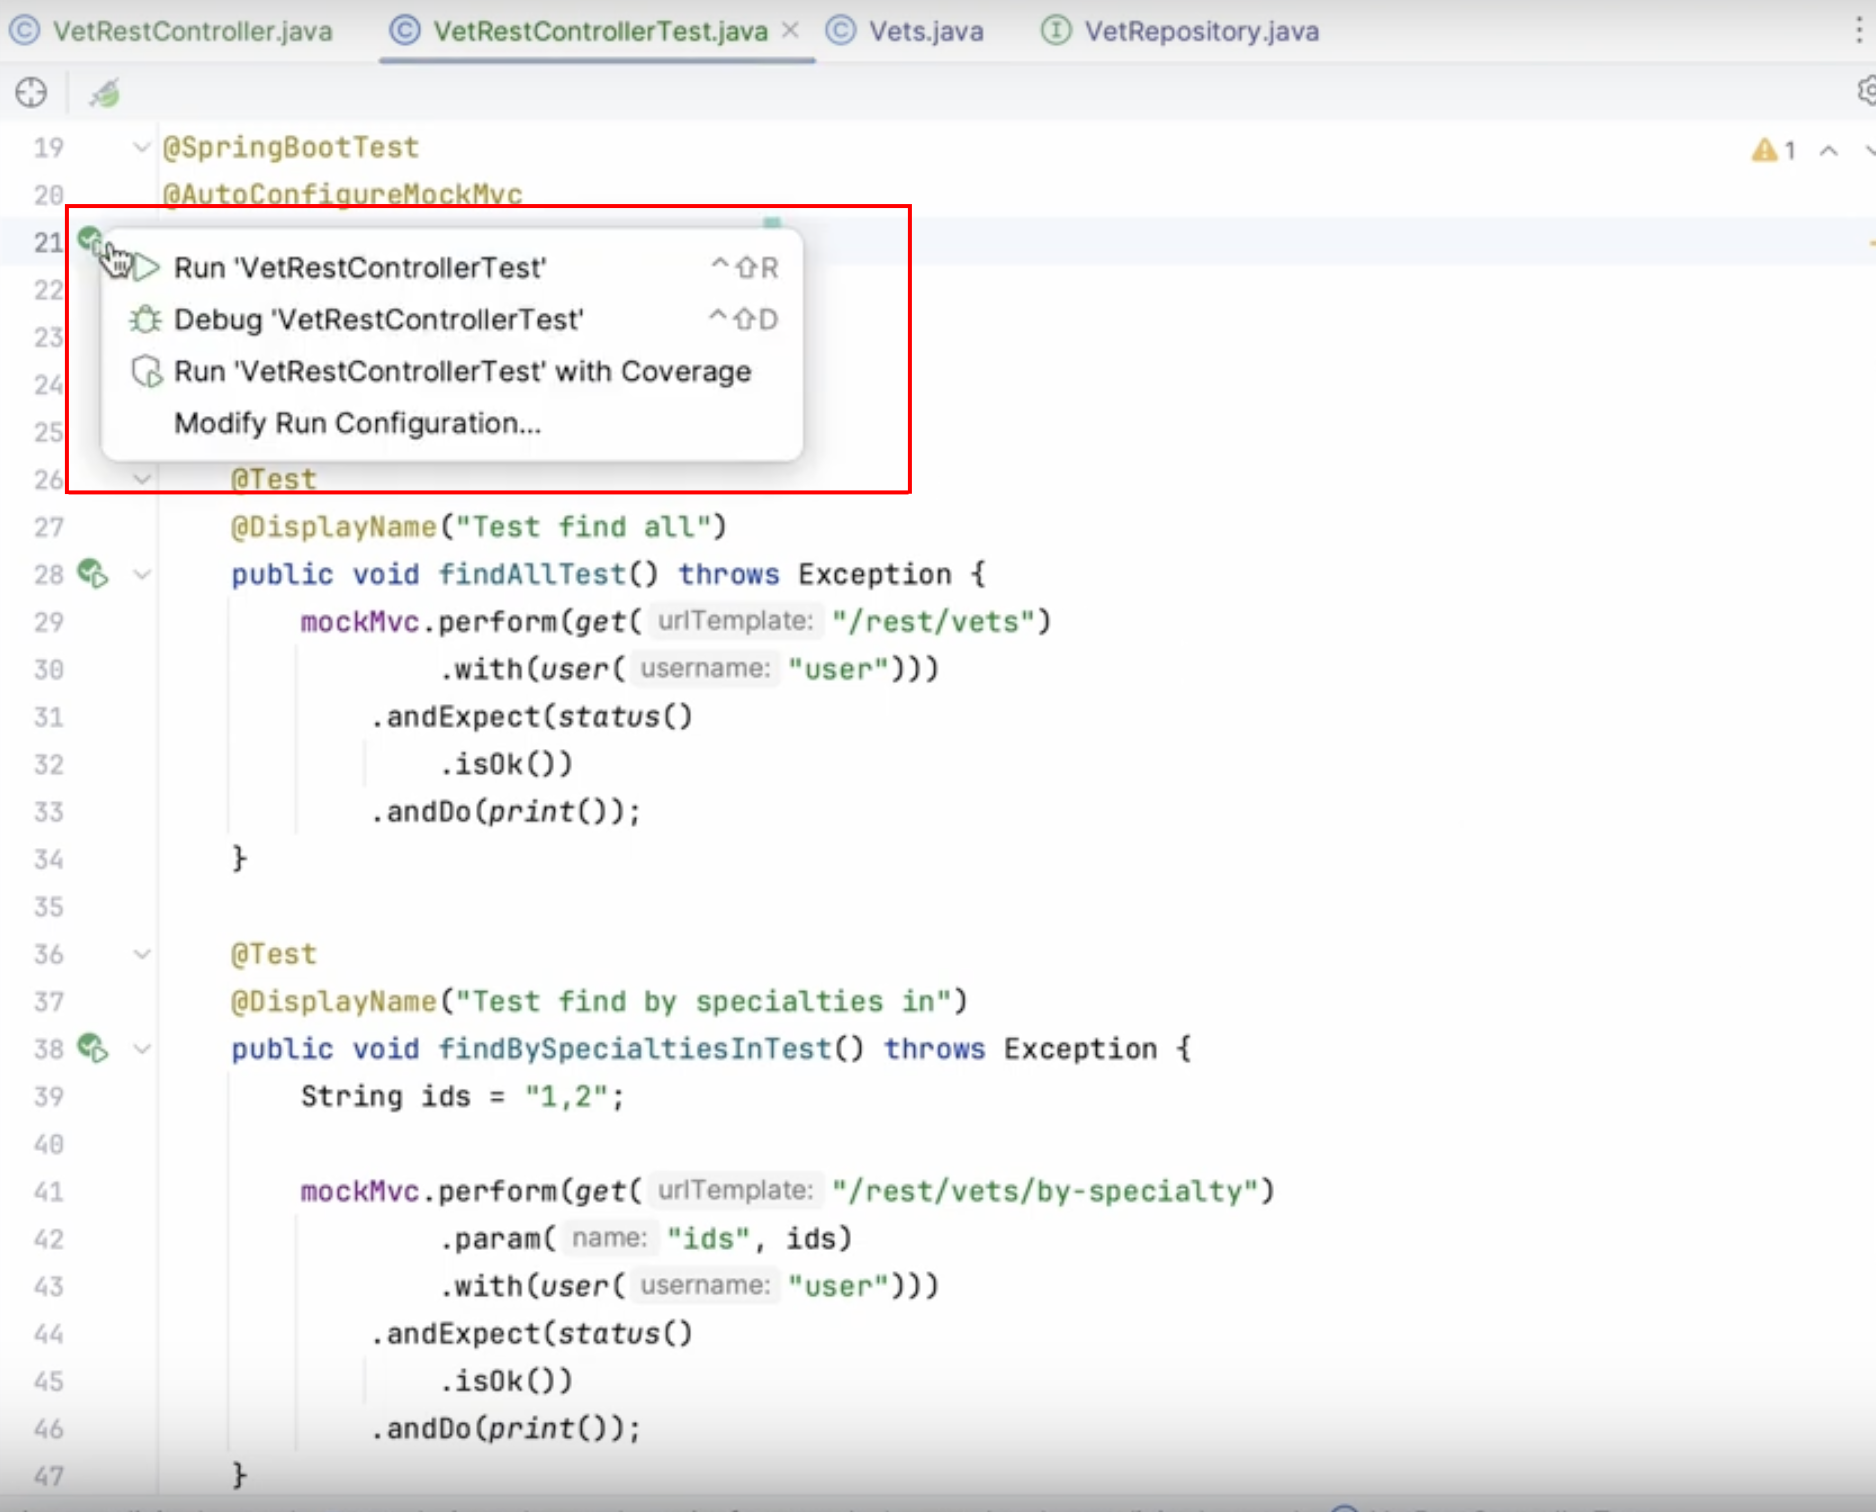 VetRestController.java VetRestControllerTest.java Vets.java VetRepository.java
19 @SpringBootTest 1
20 @AutoConfigureMockMvc
21
Run 'VetRestControllerTest' ^⇧R
22
Debug 'VetRestControllerTest' ^⇧D
23
Run 'VetRestControllerTest' with Coverage
24
Modify Run Configuration...
25
26 @Test
27 @DisplayName("Test find all")
28 public void findAllTest() throws Exception {
29 mockMvc.perform(get( urlTemplate: "/rest/vets")
30 .with(user( username: "user")))
31 .andExpect(status()
32 .isOk())
33 .andDo(print());
34 }
35
36 @Test
37 @DisplayName("Test find by specialties in")
38 public void findBySpecialtiesInTest() throws Exception {
39 String ids = "1,2";
40
41 mockMvc.perform(get( urlTemplate: "/rest/vets/by-specialty")
42 .param( name: "ids", ids)
43 .with(user( username: "user")))
44 .andExpect(status()
45 .isOk())
46 .andDo(print());
47 }